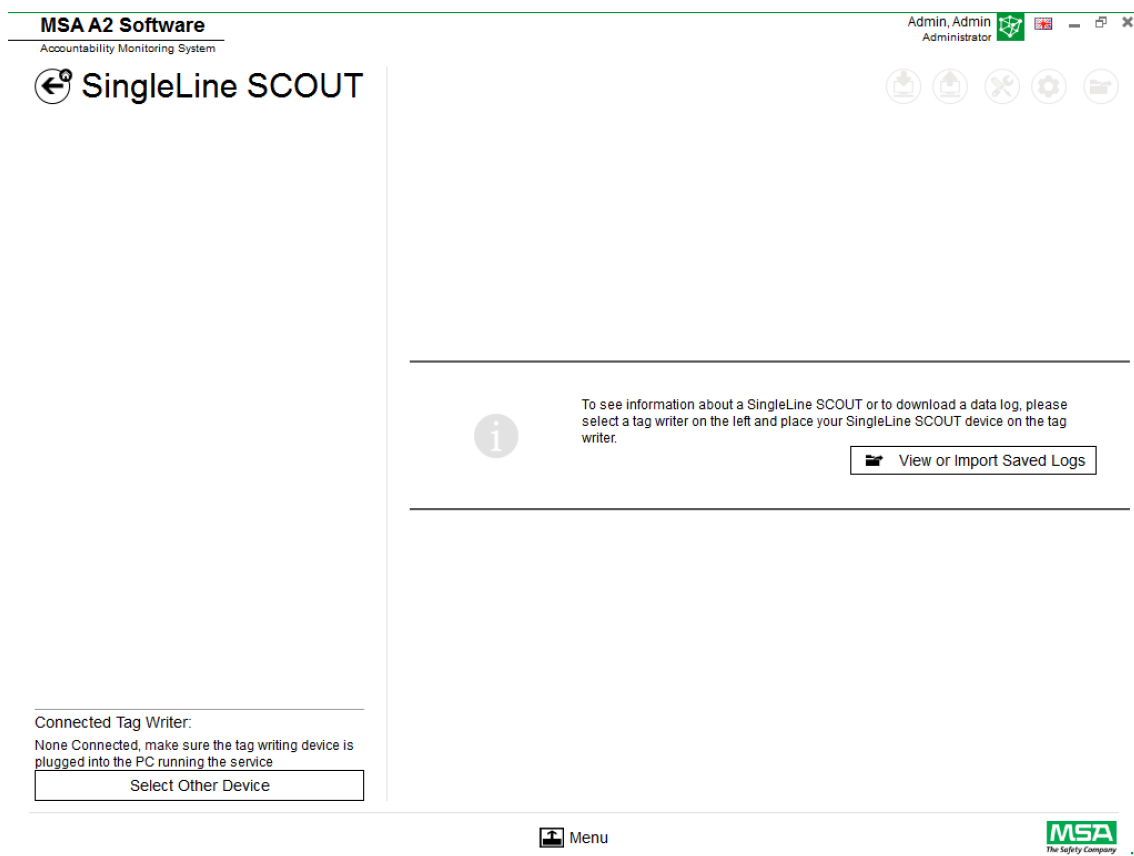 MSA A2 Software
Accountability Monitoring System
Admin, Admin
Administrator
SingleLine SCOUT
To see information about a SingleLine SCOUT or to download a data log, please
select a tag writer on the left and place your SingleLine SCOUT device on the tag
writer.
View or Import Saved Logs
Connected Tag Writer:
None Connected, make sure the tag writing device is
plugged into the PC running the service
Select Other Device
Menu
MSA
The Safety Company